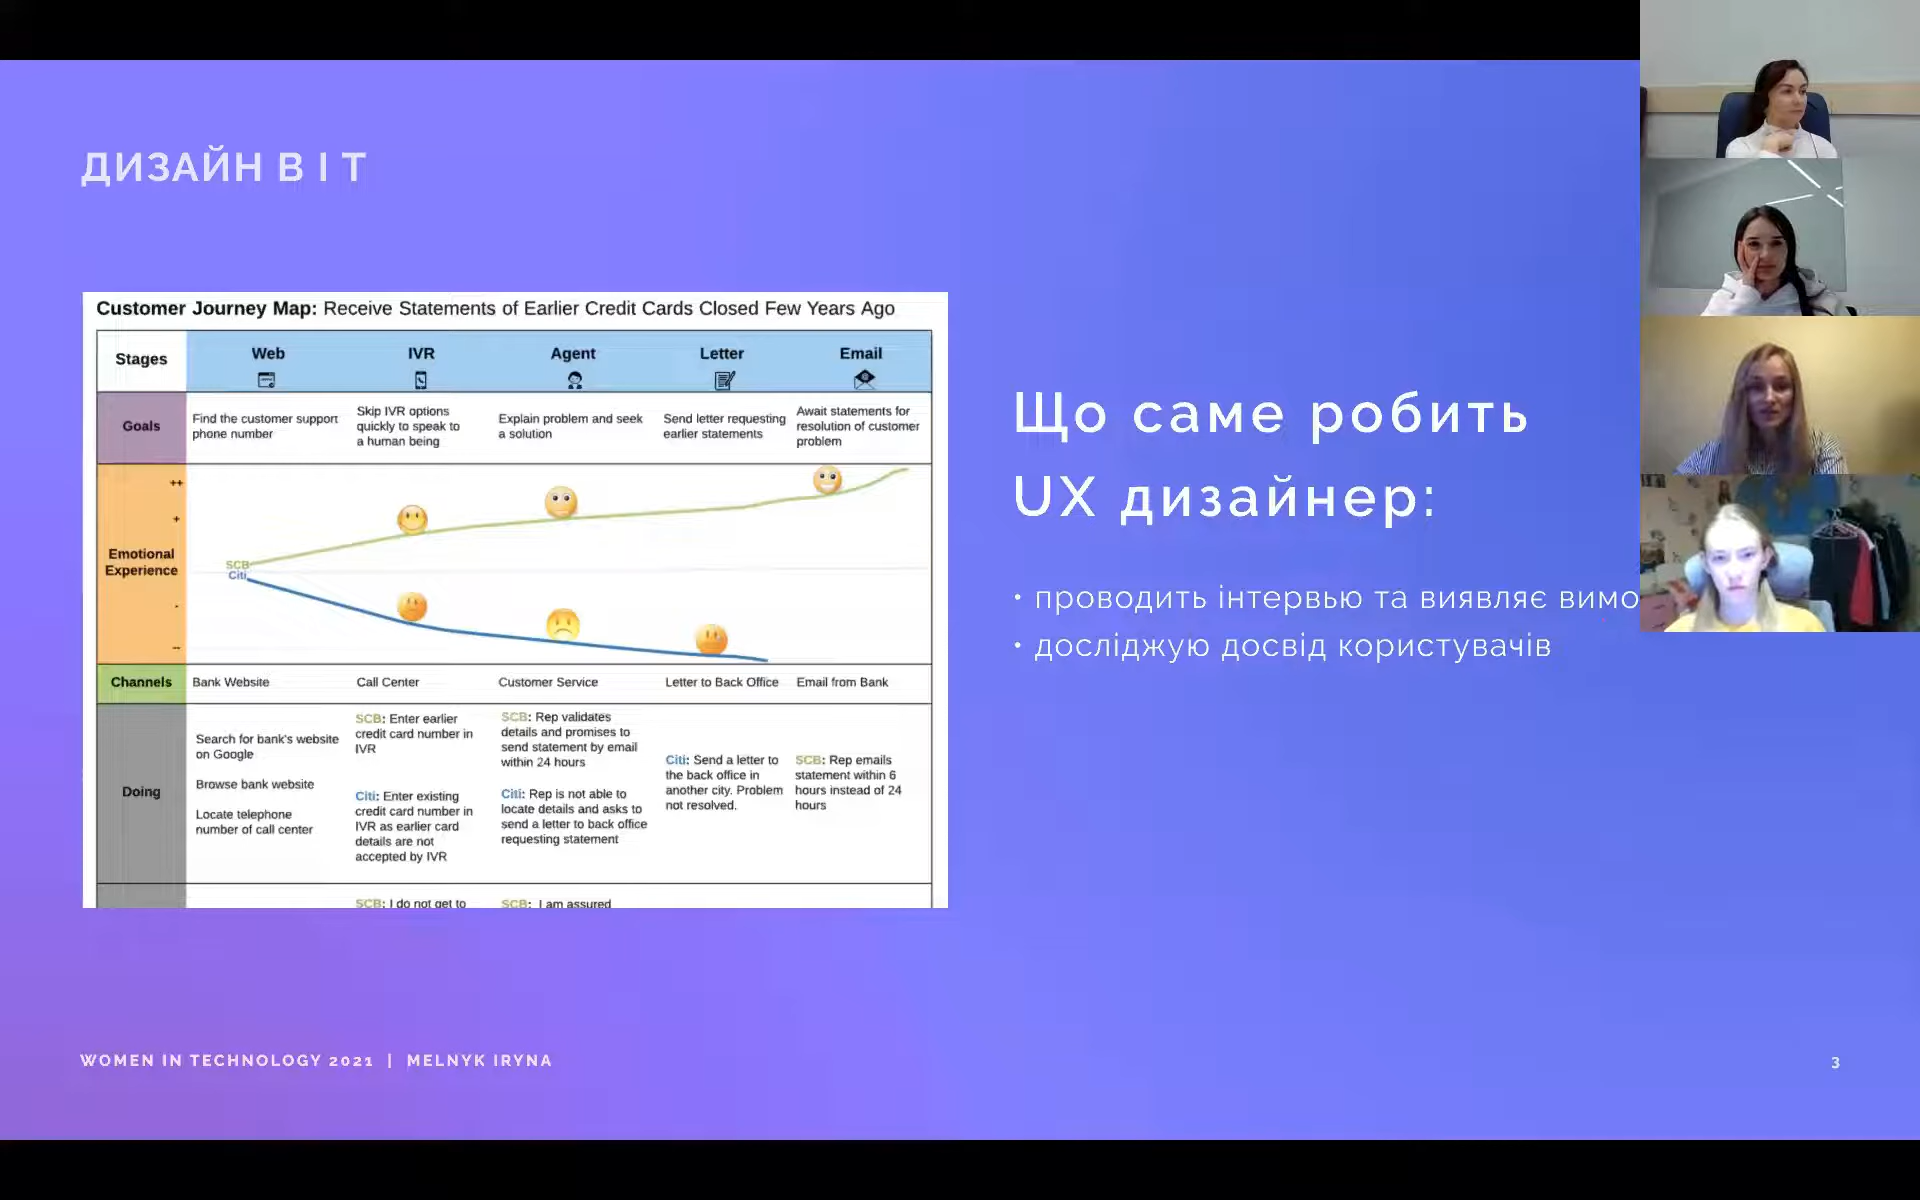 ДИЗАЙН В І Т
Customer Journey Map: Receive Statements of Earlier Credit Cards Closed Few Years Ago
Stages
Web
IVR
Agent
Letter
Email
Goals
Find the customer support
phone number
Skip IVR options
quickly to speak to
a human being
Explain problem and seek
a solution
Send letter requesting
earlier statements
Await statements for
resolution of customer
problem
Emotional
Experience
++
+
-
--
SCB
Citi
Channels
Bank Website
Call Center
Customer Service
Letter to Back Office
Email from Bank
Doing
Search for bank's website
on Google
Browse bank website
Locate telephone
number of call center
SCB: Enter earlier
credit card number in
IVR
Citi: Enter existing
credit card number in
IVR as earlier card
details are not
accepted by IVR
SCB: Rep validates
details and promises to
send statement by email
within 24 hours
Citi: Rep is not able to
locate details and asks to
send a letter to back office
requesting statement
Citi: Send a letter to
the back office in
another city. Problem
not resolved.
SCB: Rep emails
statement within 6
hours instead of 24
hours
SCB: I do not get to
SCB: I am assured
Що саме робить
UX дизайнер:
• проводить інтервью та виявляє вимо
• досліджую досвід користувачів
WOMEN IN TECHNOLOGY 2021 | MELNYK IRYNA
3